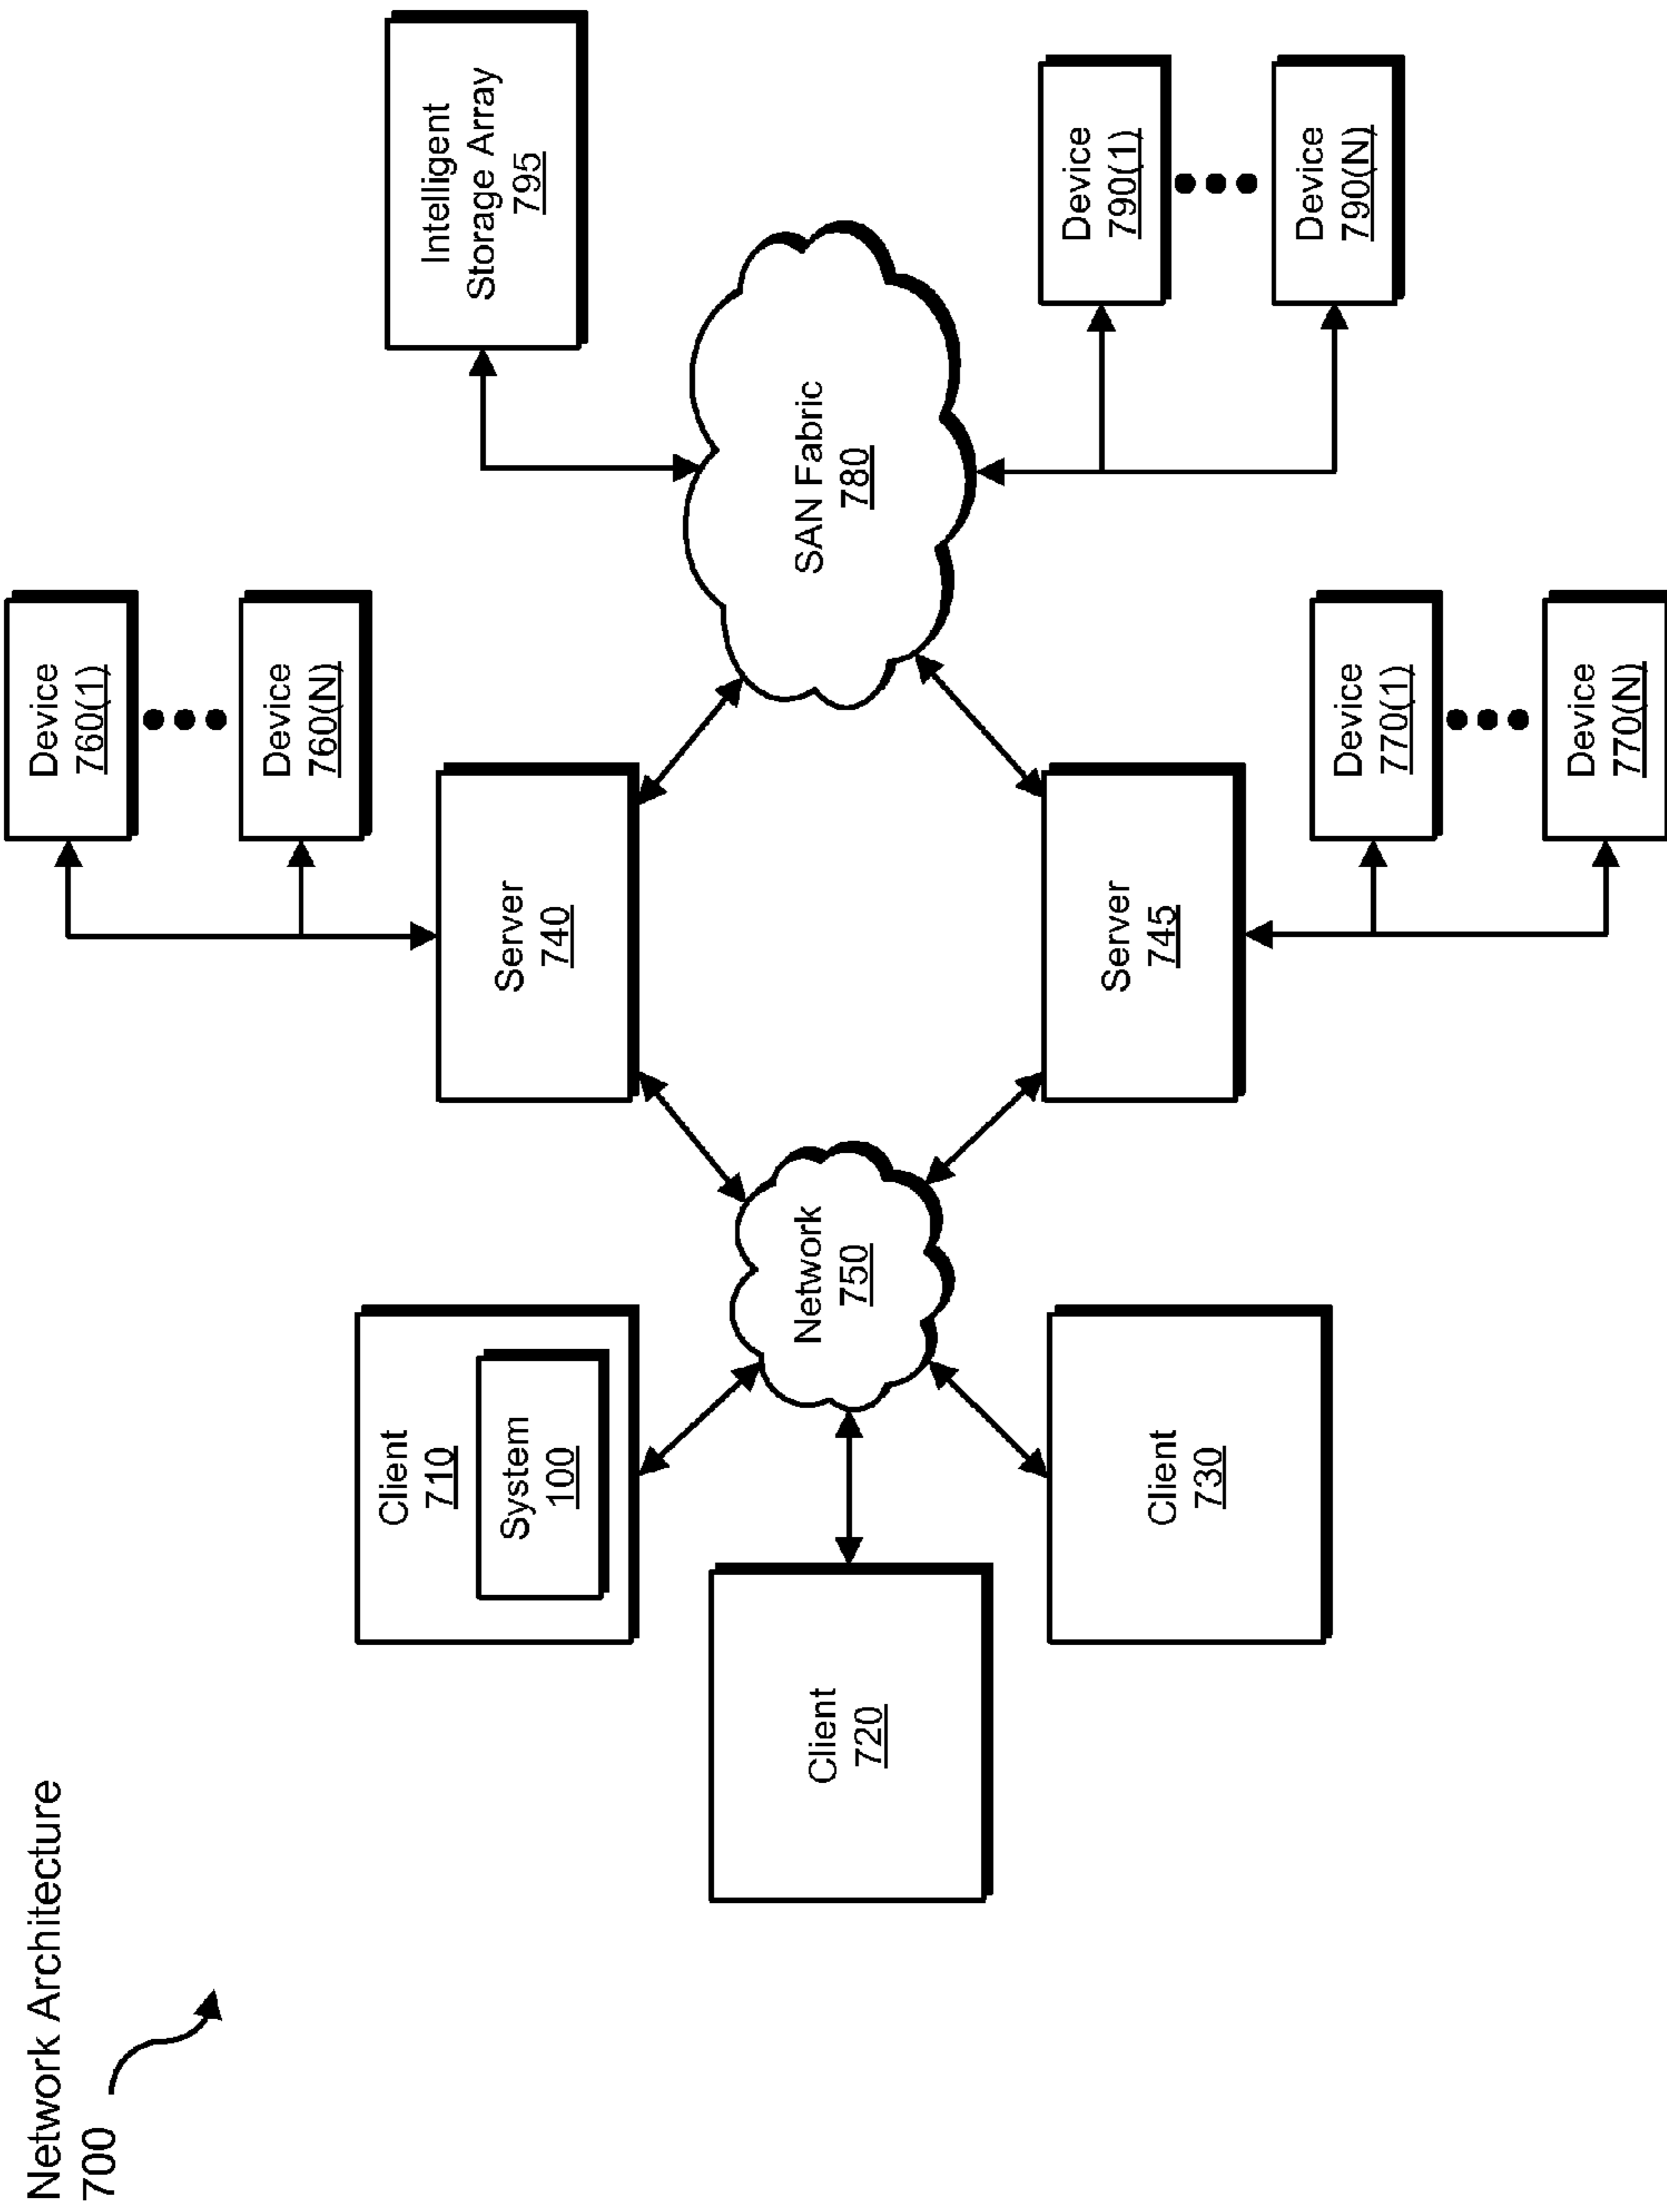 Network Architecture
700
Client
710
System
100
Client
720
Client
730
Network
750
Server
740
Server
745
Device
760(1)
Device
760(N)
Device
770(1)
Device
770(N)
SAN Fabric
780
Intelligent
Storage Array
795
Device
790(1)
Device
790(N)